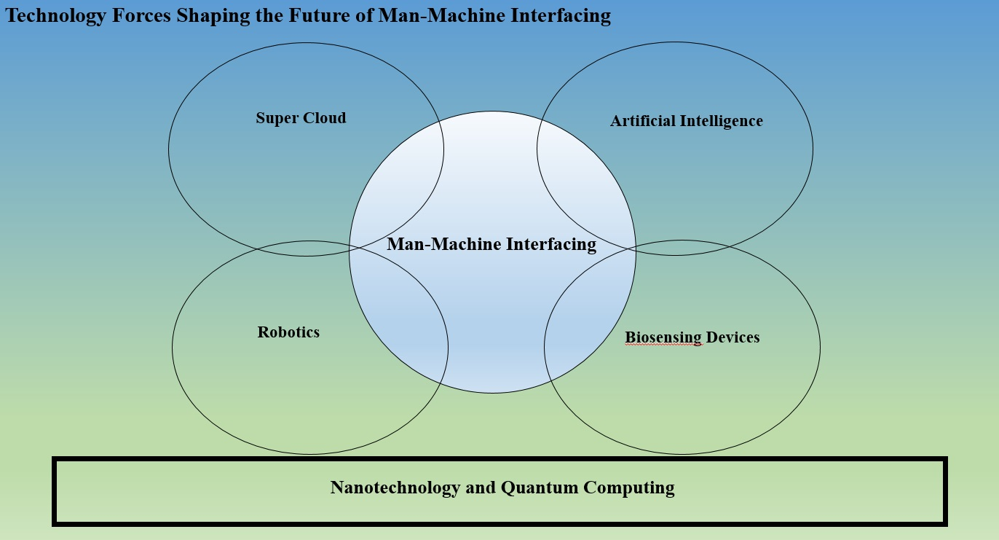 Technology Forces Shaping the Future of Man-Machine Interfacing
Super Cloud
Artificial Intelligence
Man-Machine Interfacing
Robotics
Biosensing Devices
Nanotechnology and Quantum Computing